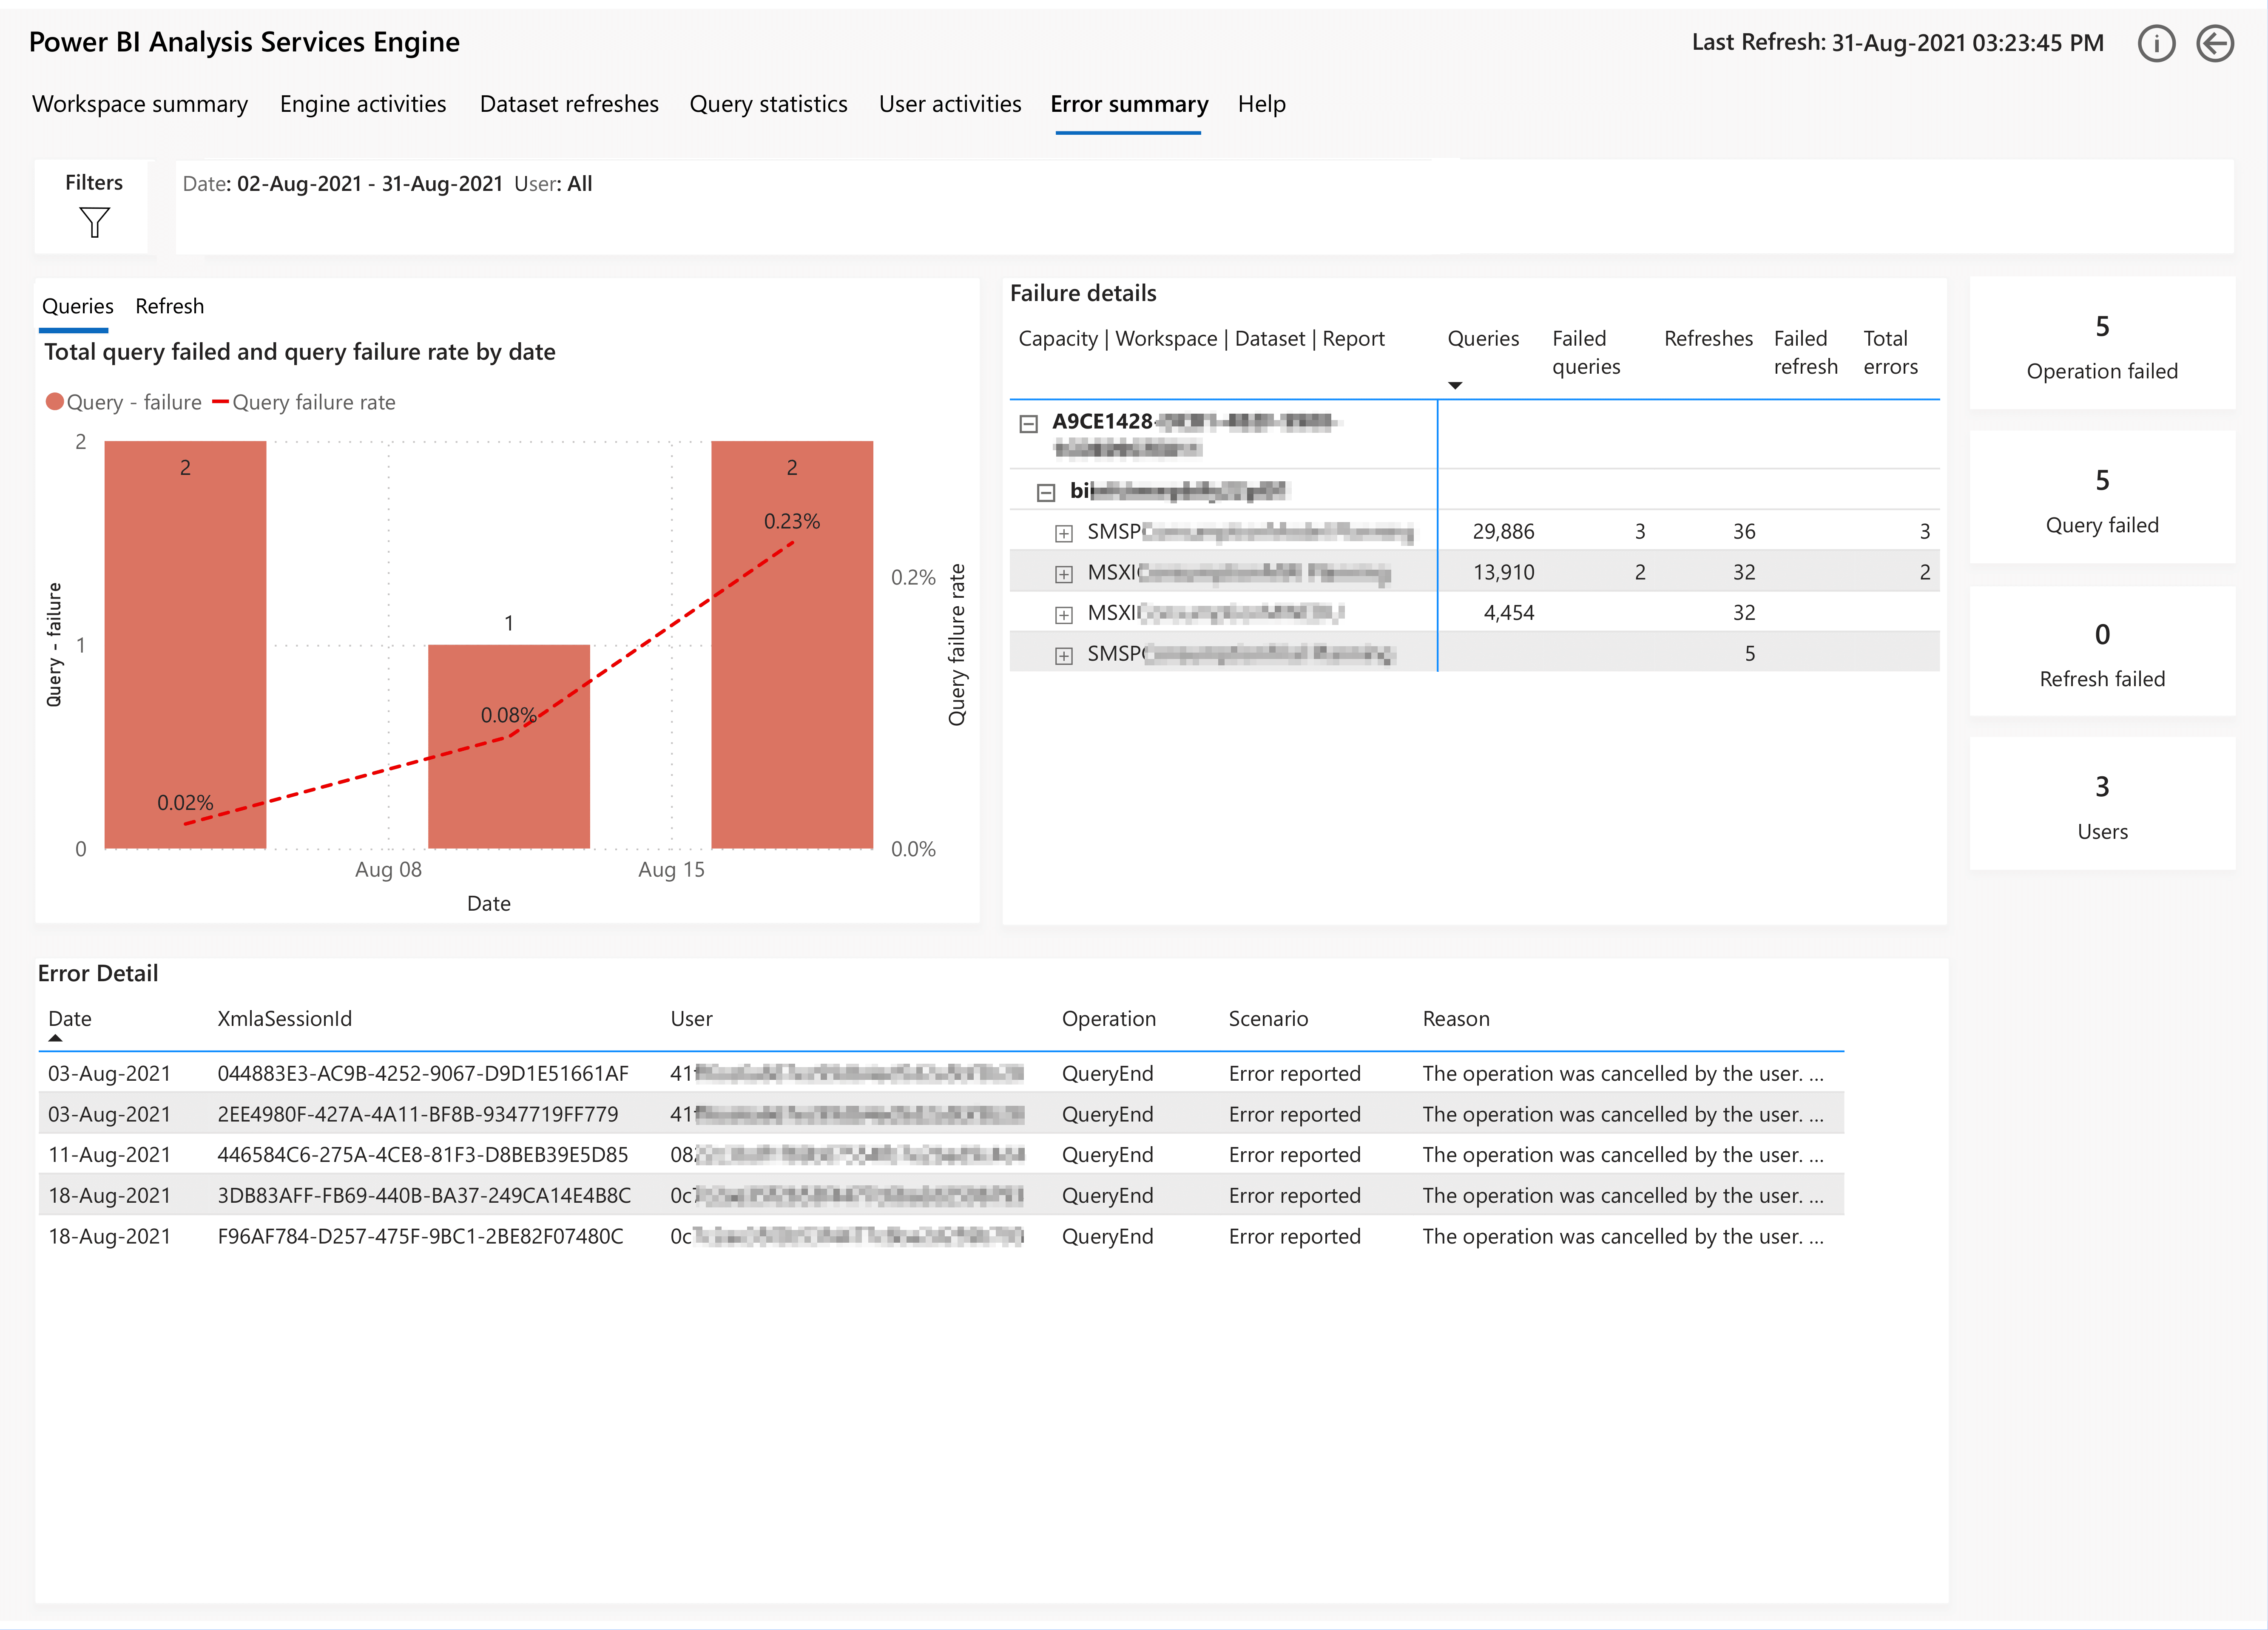 Power BI Analysis Services Engine
Last Refresh: 31-Aug-2021 03:23:45 PM
Workspace summary Engine activities Dataset refreshes Query statistics User activities Error summary Help
Filters
Date: 02-Aug-2021 - 31-Aug-2021 User: All
Queries Refresh
Total query failed and query failure rate by date
Query - failure Query failure rate
2
1
0
Query - failure
2
0.02%
1
0.08%
2
0.23%
0.2%
0.0%
Query failure rate
Aug 08 Aug 15
Date
Failure details
Capacity | Workspace | Dataset | Report Queries Failed queries Refreshes Failed refresh Total errors
A9CE1428-
bi
SMSP 29,886 3 36 3
MSXI 13,910 2 32 2
MSXI 4,454 32
SMSP 5
5
Operation failed
5
Query failed
0
Refresh failed
3
Users
Error Detail
Date XmlaSessionId User Operation Scenario Reason
03-Aug-2021 044883E3-AC9B-4252-9067-D9D1E51661AF 41 QueryEnd Error reported The operation was cancelled by the user. ...
03-Aug-2021 2EE4980F-427A-4A11-BF8B-9347719FF779 41 QueryEnd Error reported The operation was cancelled by the user. ...
11-Aug-2021 446584C6-275A-4CE8-81F3-D8BEB39E5D85 08 QueryEnd Error reported The operation was cancelled by the user. ...
18-Aug-2021 3DB83AFF-FB69-440B-BA37-249CA14E4B8C 0c QueryEnd Error reported The operation was cancelled by the user. ...
18-Aug-2021 F96AF784-D257-475F-9BC1-2BE82F07480C 0c QueryEnd Error reported The operation was cancelled by the user. ...